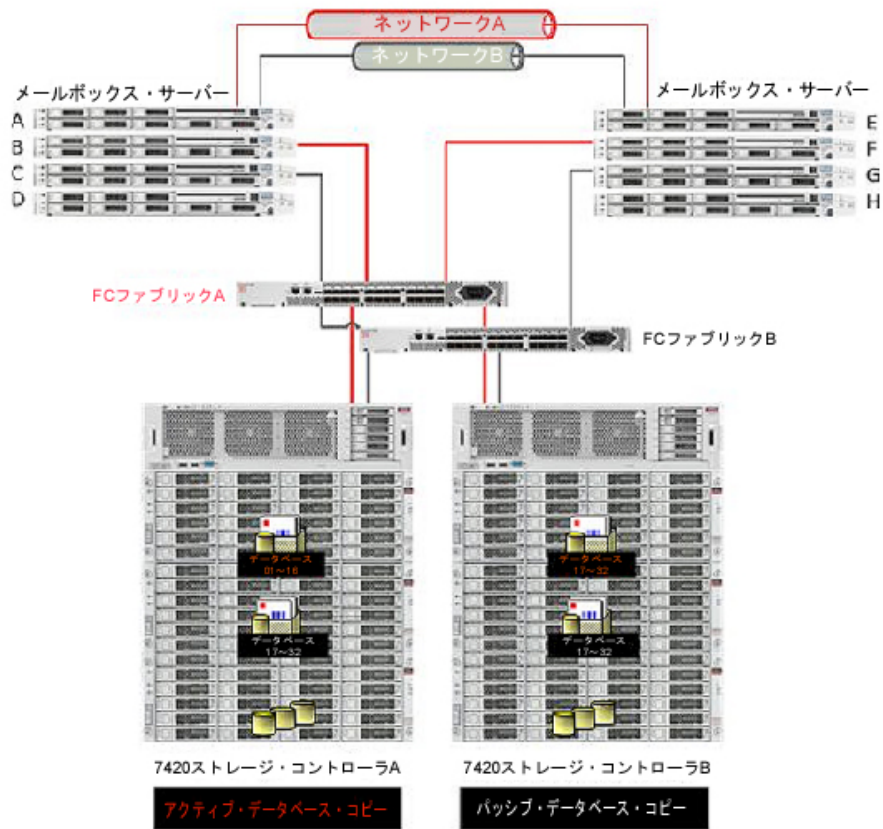 ネットワークA
ネットワークB
メールボックス・サーバー
メールボックス・サーバー
A
B
C
D
E
F
G
H
FCファブリックA
FCファブリックB
データベース
01～16
データベース
17～32
データベース
17～32
データベース
17～32
7420ストレージ・コントローラA
7420ストレージ・コントローラB
アクティブ・データベース・コピー
パッシブ・データベース・コピー